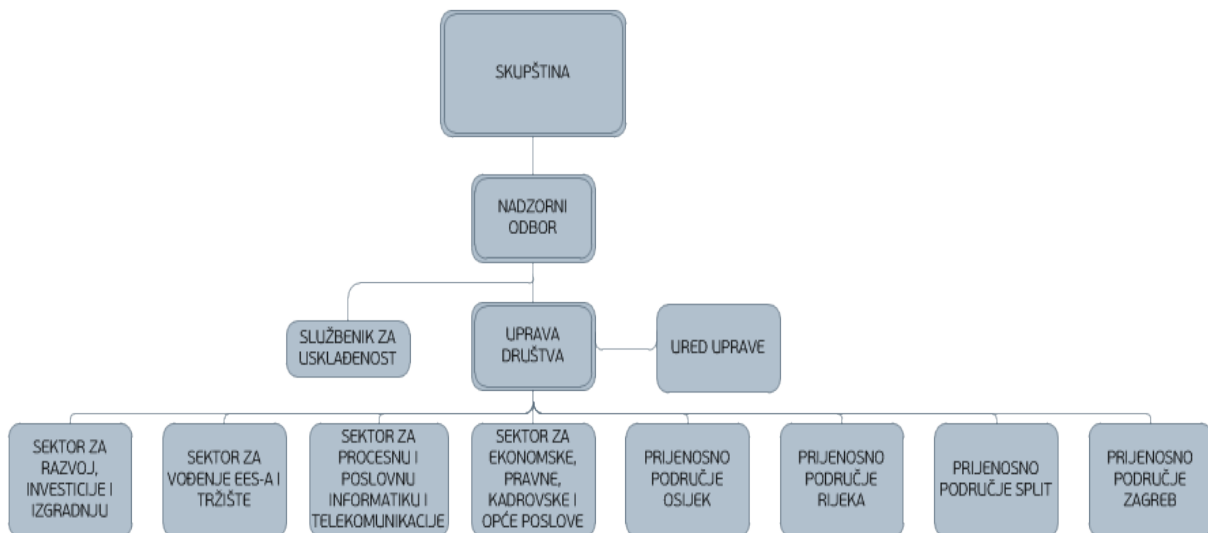 SKUPŠTINA
NADZORNI
ODBOR
SLUŽBENIK ZA
USKLAĐENOST
UPRAVA
DRUŠTVA
URED UPRAVE
SEKTOR ZA
RAZVOJ,
INVESTICIJE I
IZGRADNJU
SEKTOR ZA
VOĐENJE EES-A I
TRŽIŠTE
SEKTOR ZA
PROCESNU I
POSLOVNU
INFORMATIKU I
TELEKOMUNIKACIJE
SEKTOR ZA
EKONOMSKE,
PRAVNE,
KADROVSKE I
OPĆE POSLOVE
PRIJENOSNO
PODRUČJE
OSIJEK
PRIJENOSNO
PODRUČJE
RIJEKA
PRIJENOSNO
PODRUČJE SPLIT
PRIJENOSNO
PODRUČJE
ZAGREB